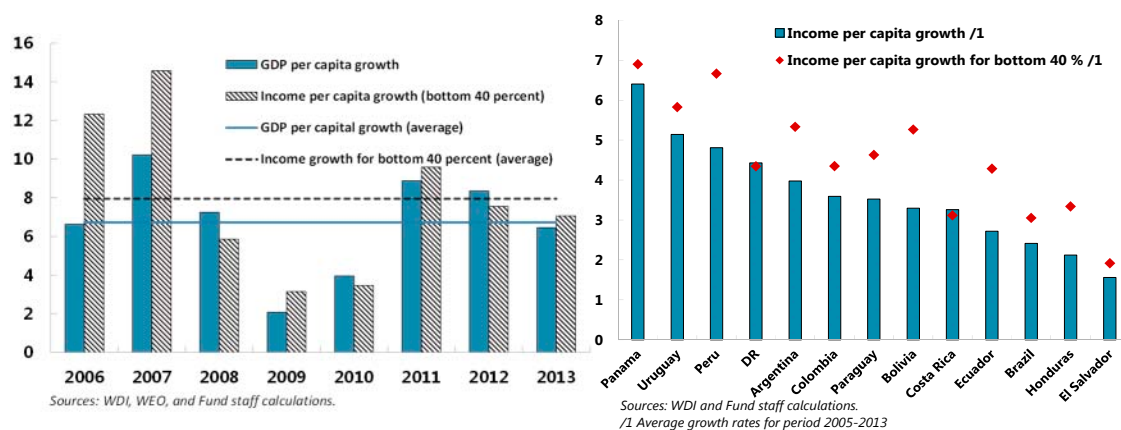 16
14
12
10
8
6
4
2
0
GDP per capita growth
Income per capita growth (bottom 40 percent)
GDP per capital growth (average)
Income growth for bottom 40 percent (average)
2006 2007 2008 2009 2010 2011 2012 2013
Sources: WDI, WEO, and Fund staff calculations.
8
7
6
5
4
3
2
1
0
Income per capita growth /1
Income per capita growth for bottom 40 % /1
Panama Uruguay Peru DR Argentina Colombia Paraguay Bolivia Costa Rica Ecuador Brazil Honduras El Salvador
Sources: WDI and Fund staff calculations.
/1 Average growth rates for period 2005-2013